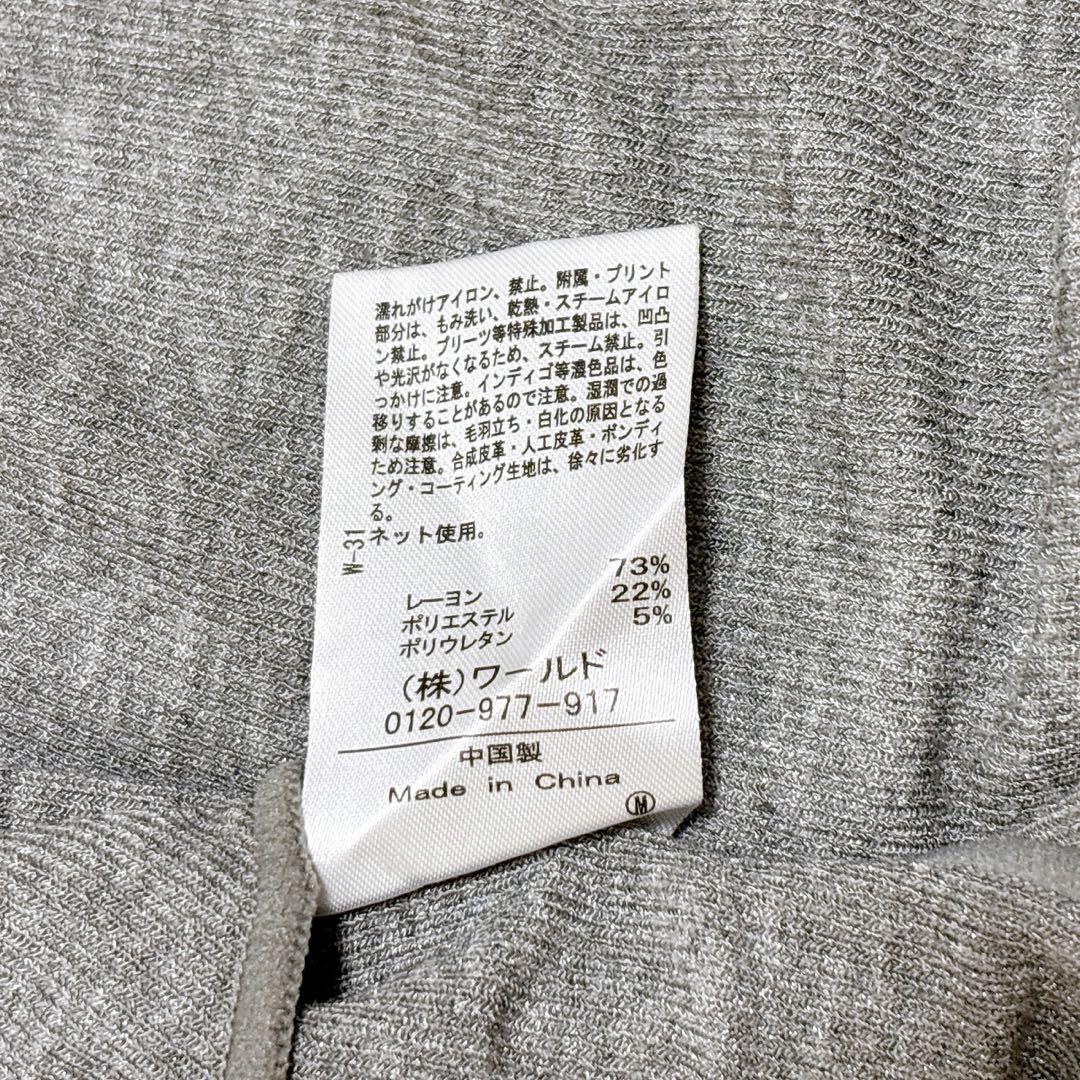 濡れがけアイロン、禁止。附属・プリント
部分は、もみ洗い、乾熱・スチームアイロ
ン禁止。プリーツ等特殊加工製品は、凹凸
や光沢がなくなるため、スチーム禁止。引
っかけに注意。インディゴ等濃色品は、色
移りすることがあるので注意。湿潤での過
剰な摩擦は、毛羽立ち・白化の原因となる
ため注意。合成皮革・人工皮革・ボンディ
ング・コーティング生地は、徐々に劣化す
る。
ネット使用。
W-31
レーヨン 73%
ポリエステル 22%
ポリウレタン 5%
(株)ワールド
0120-977-917
中国製
Made in China
M